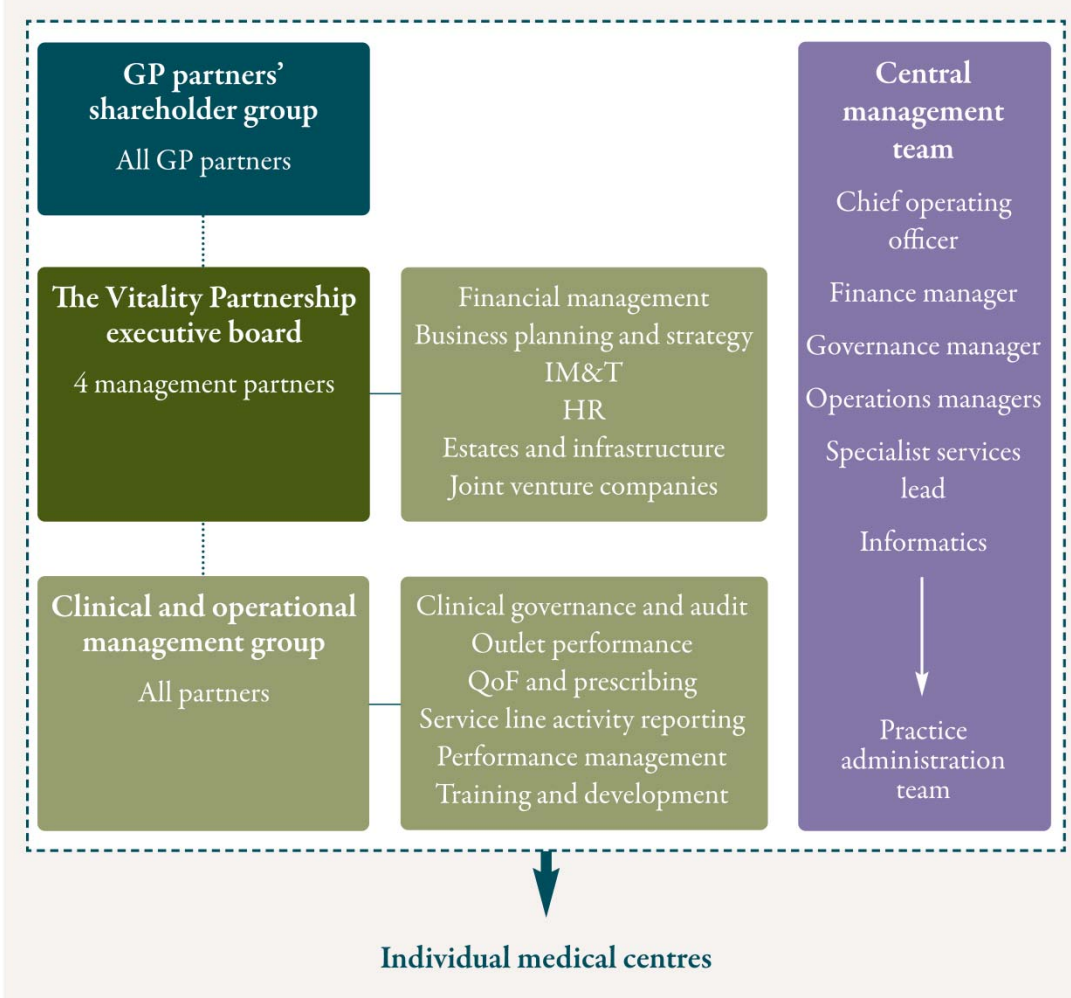 GP partners’
shareholder group
All GP partners
The Vitality Partnership
executive board
4 management partners
Financial management
Business planning and strategy
IM&T
HR
Estates and infrastructure
Joint venture companies
Clinical and operational
management group
All partners
Clinical governance and audit
Outlet performance
QoF and prescribing
Service line activity reporting
Performance management
Training and development
Central
management
team
Chief operating
officer
Finance manager
Governance manager
Operations managers
Specialist services
lead
Informatics
Practice
administration
team
Individual medical centres